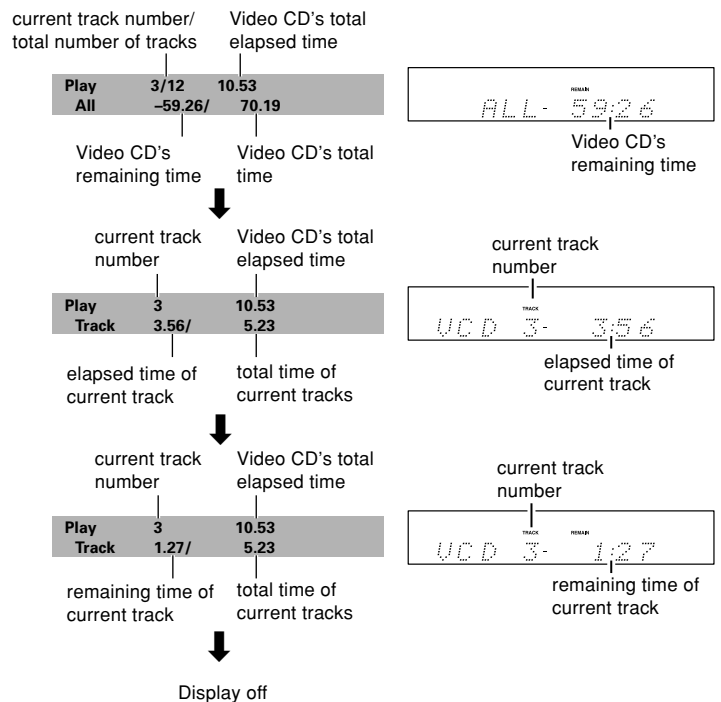 current track number/
total number of tracks
Video CD's total
elapsed time
Play 3/12 10.53
All –59.26/ 70.19
Video CD's
remaining time
Video CD's total
time
REMAIN
ALL- 59:26
Video CD's
remaining time
current track
number
Video CD's total
elapsed time
Play 3 10.53
Track 3.56/ 5.23
elapsed time of
current track
total time of
current tracks
current track
number
TRACK
VCD 3- 3:56
elapsed time of
current track
current track
number
Video CD's total
elapsed time
Play 3 10.53
Track 1.27/ 5.23
remaining time of
current track
total time of
current tracks
current track
number
TRACK REMAIN
VCD 3- 1:27
remaining time of
current track
Display off